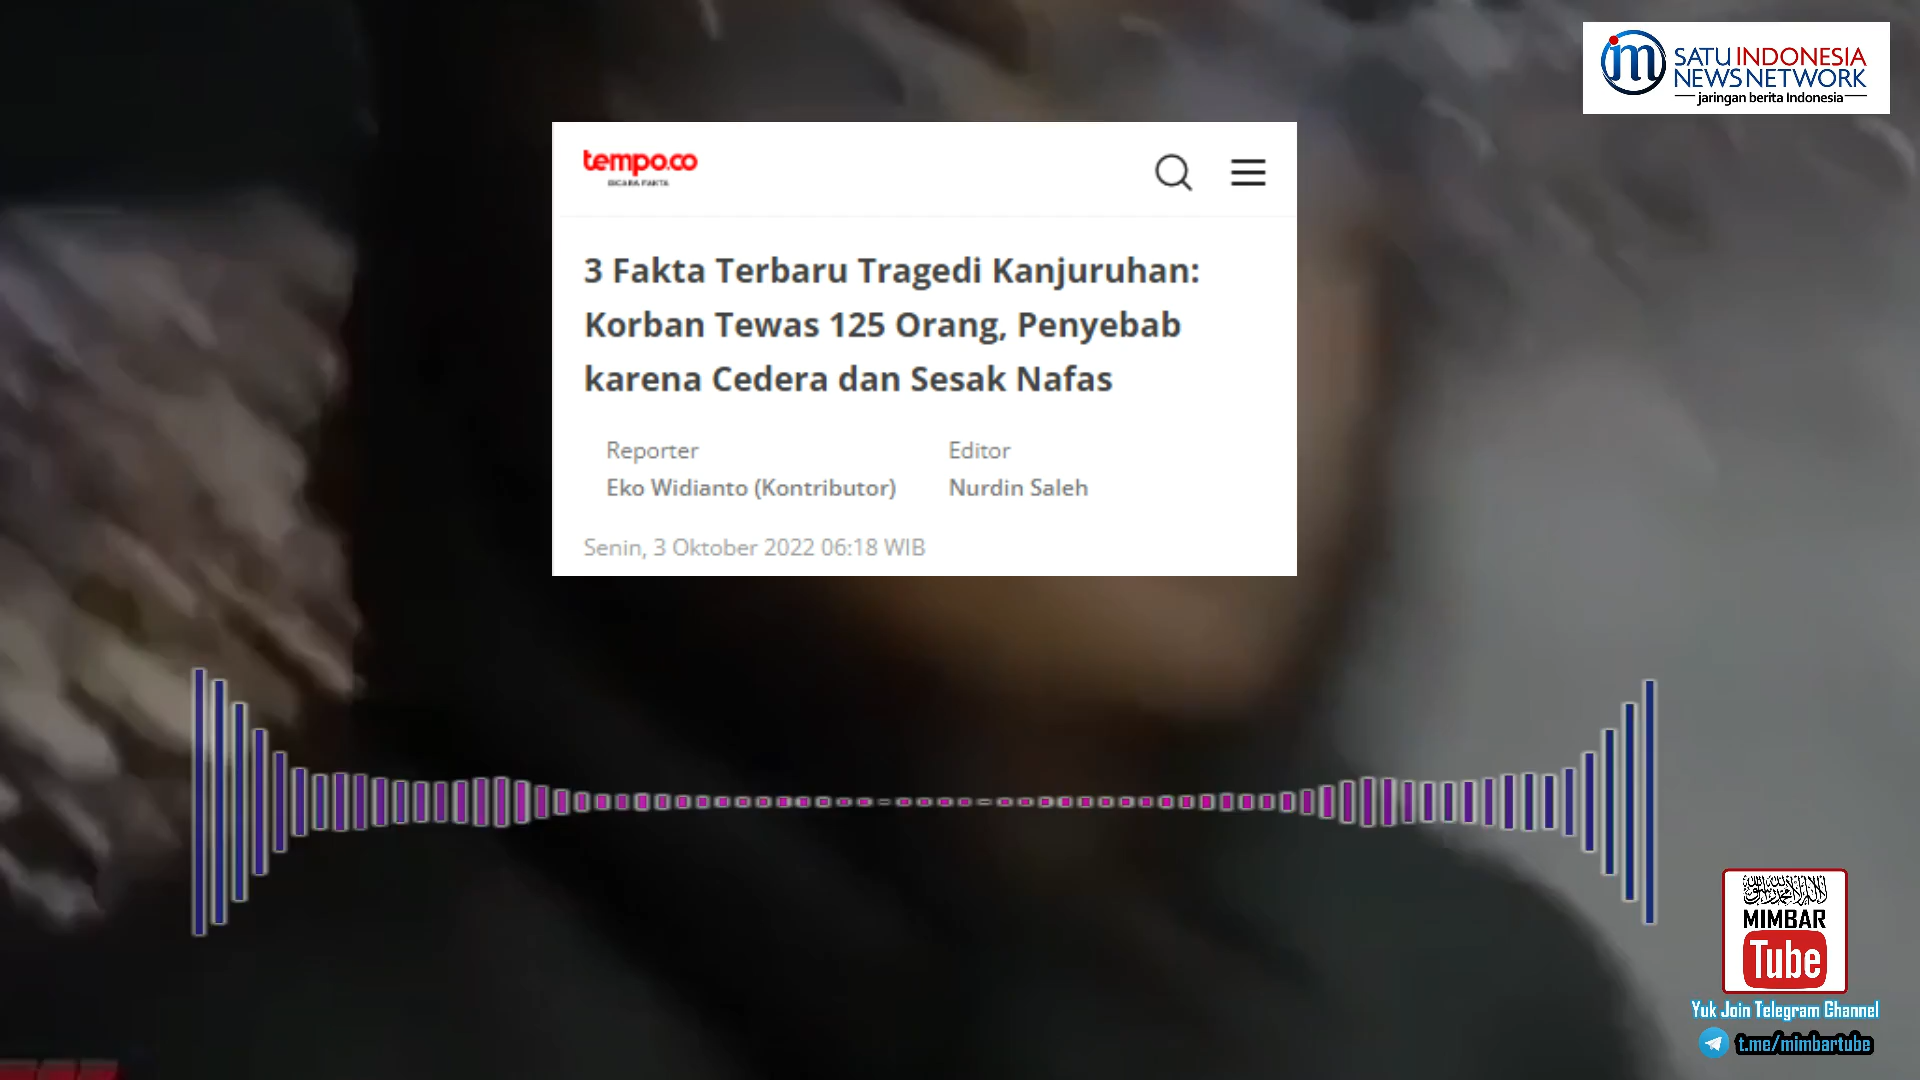 SATU INDONESIA
NEWS NETWORK
jaringan berita Indonesia
tempo.co
BICARA FAKTA
3 Fakta Terbaru Tragedi Kanjuruhan:
Korban Tewas 125 Orang, Penyebab
karena Cedera dan Sesak Nafas
Reporter
Editor
Eko Widianto (Kontributor)
Nurdin Saleh
Senin, 3 Oktober 2022 06:18 WIB
MIMBAR
Tube
Yuk Join Telegram Channel
t.me/mimbartube